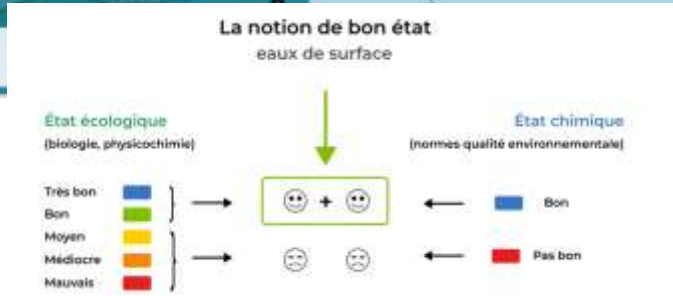 La notion de bon état
eaux de surface
État écologique
(biologie, physicochimie)
État chimique
(normes qualité environnementale)
Très bon
Bon
Moyen
Médiocre
Mauvais
+
Bon
Pas bon